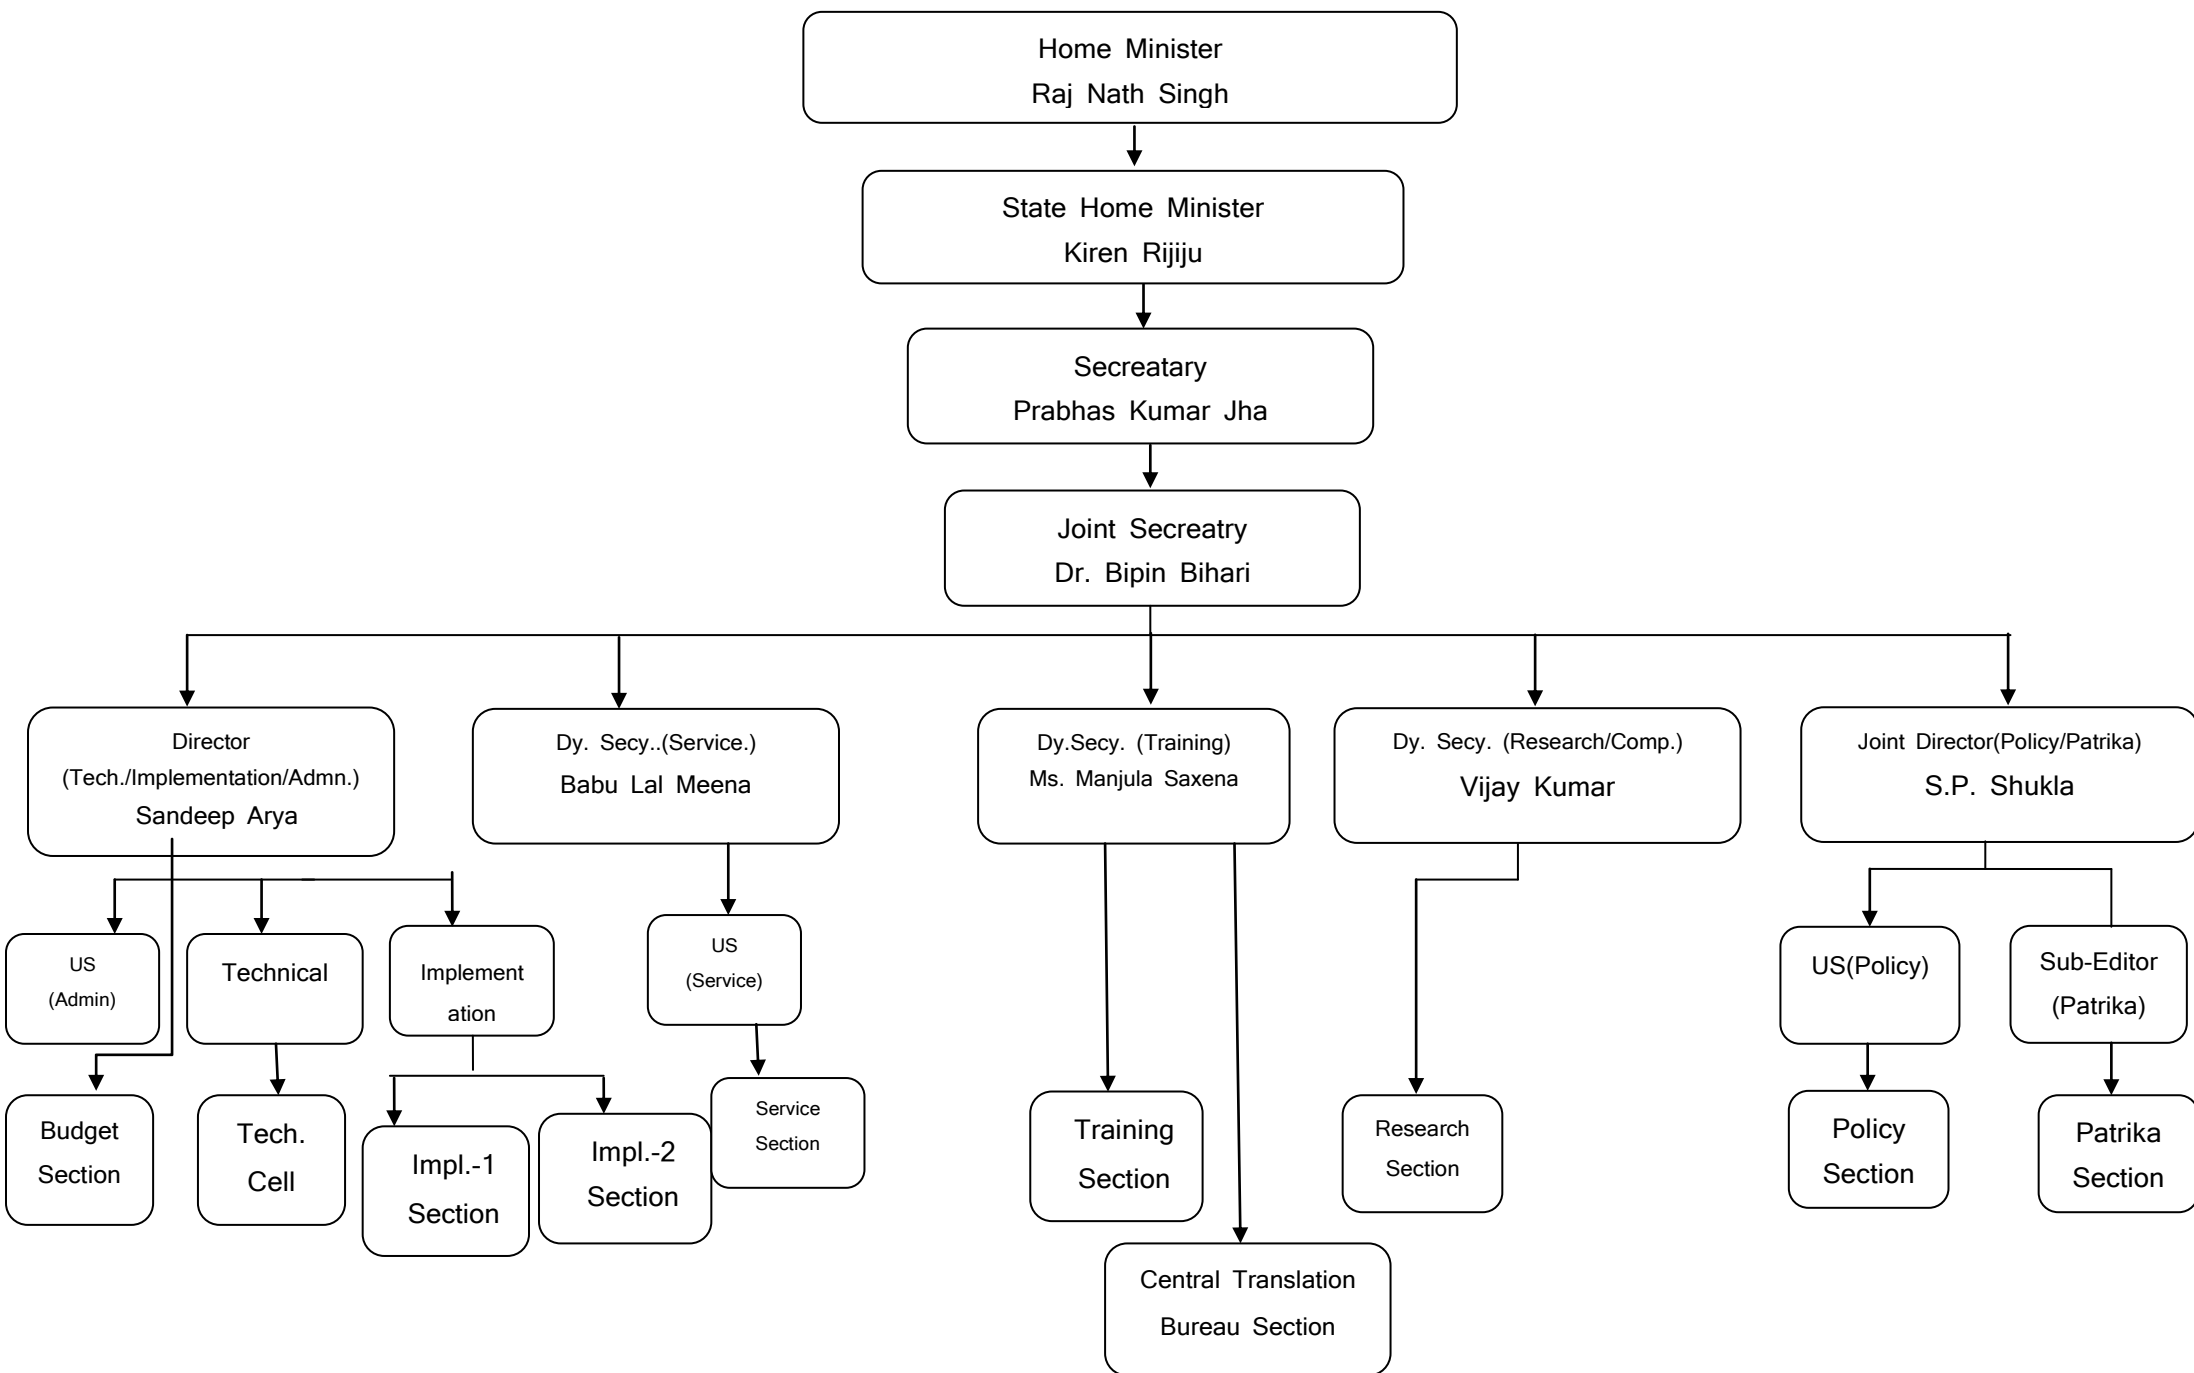 Home Minister
Raj Nath Singh
State Home Minister
Kiren Rijiju
Secreatary
Prabhas Kumar Jha
Joint Secreatry
Dr. Bipin Bihari
Director
(Tech./Implementation/Admn.)
Sandeep Arya
Dy. Secy..(Service.)
Babu Lal Meena
Dy.Secy. (Training)
Ms. Manjula Saxena
Dy. Secy. (Research/Comp.)
Vijay Kumar
Joint Director(Policy/Patrika)
S.P. Shukla
US
(Admin)
Technical
Implement
ation
US
(Service)
US(Policy)
Sub-Editor
(Patrika)
Budget
Section
Tech.
Cell
Impl.-1
Section
Impl.-2
Section
Service
Section
Training
Section
Research
Section
Policy
Section
Patrika
Section
Central Translation
Bureau Section